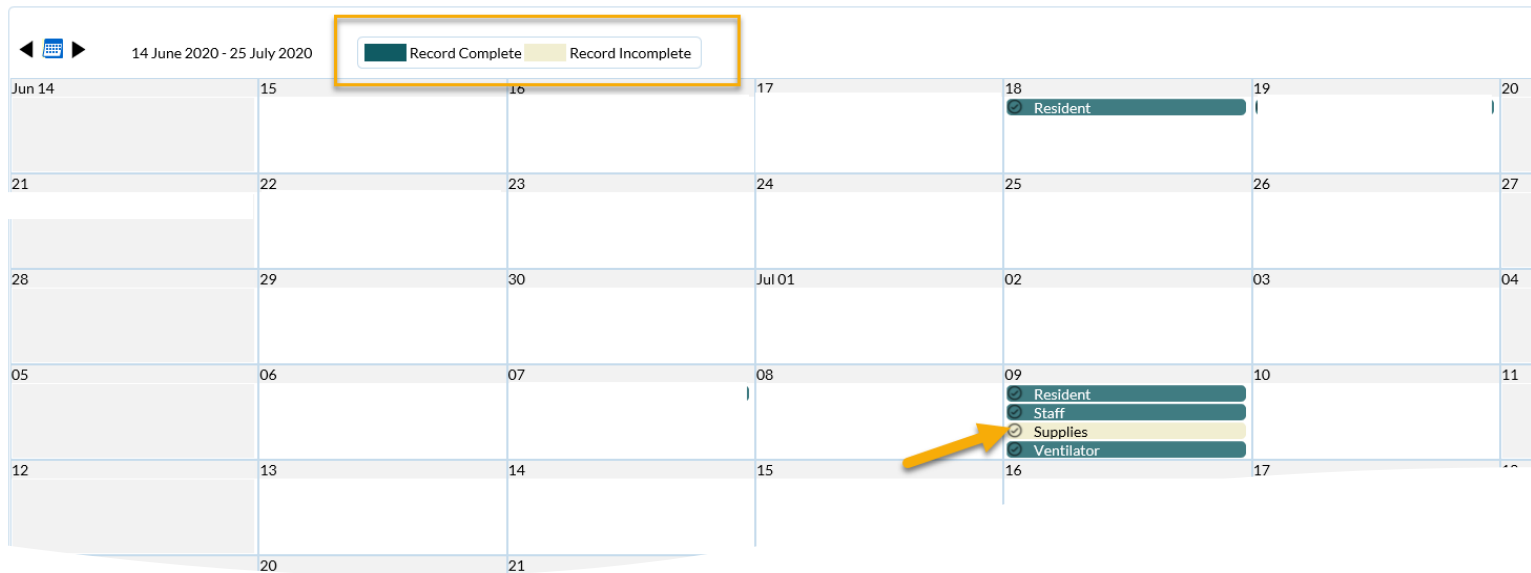 14 June 2020 - 25 July 2020 Record Complete Record Incomplete
Jun 14 15 16 17 18 19 20
Resident
21 22 23 24 25 26 27
28 29 30 Jul 01 02 03 04
05 06 07 08 09 10 11
Resident
Staff
Supplies
Ventilator
12 13 14 15 16 17
20 21